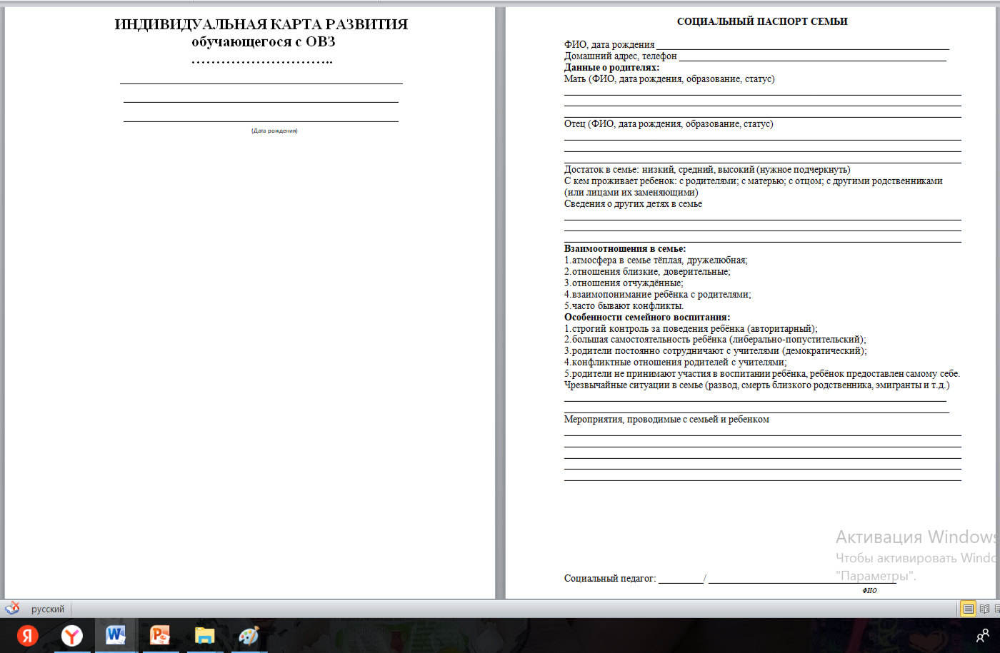 ИНДИВИДУАЛЬНАЯ КАРТА РАЗВИТИЯ
обучающегося с ОВЗ
………………………..
(Дата рождения)
СОЦИАЛЬНЫЙ ПАСПОРТ СЕМЬИ
ФИО, дата рождения
Домашний адрес, телефон
Данные о родителях:
Мать (ФИО, дата рождения, образование, статус)
Отец (ФИО, дата рождения, образование, статус)
Достаток в семье: низкий, средний, высокий (нужное подчеркнуть)
С кем проживает ребенок: с родителями; с матерью; с отцом; с другими родственниками
(или лицами их заменяющими)
Сведения о других детях в семье
Взаимоотношения в семье:
1.атмосфера в семье тёплая, дружелюбная;
2.отношения близкие, доверительные;
3.отношения отчуждённые;
4.взаимопонимание ребёнка с родителями;
5.часто бывают конфликты.
Особенности семейного воспитания:
1.строгий контроль за поведения ребёнка (авторитарный);
2.большая самостоятельность ребёнка (либерально-попустительский);
3.родители постоянно сотрудничают с учителями (демократический);
4.конфликтные отношения родителей с учителями;
5.родители не принимают участия в воспитании ребёнка, ребёнок предоставлен самому себе.
Чрезвычайные ситуации в семье (развод, смерть близкого родственника, эмигранты и т.д.)
Мероприятия, проводимые с семьей и ребенком
Активация Windows
Чтобы активировать Windo
"Параметры".
Социальный педагог: _________/
ФИО
русский